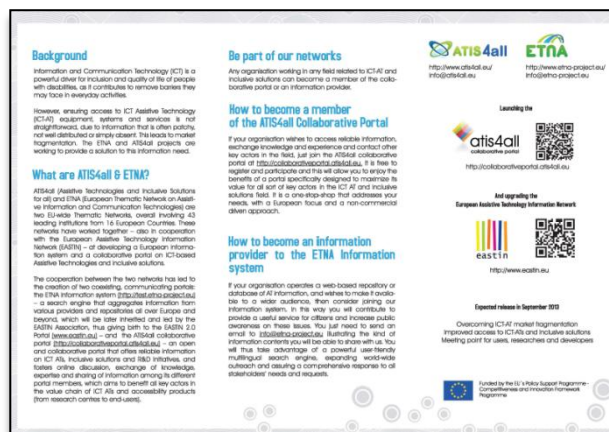 Background
Information and Communication Technology (ICT) is a
powerful driver for inclusion and quality of life of people
with disabilities, as it contributes to remove barriers they
may face in everyday activities.
However, ensuring access to ICT Assistive Technology
(ICT-AT) equipment, systems and services is not
straightforward, due to information that is often patchy,
not well distributed or simply absent. This leads to market
fragmentation. The ETNA and ATIS4all projects are
working to provide a solution to this information need.
What are ATIS4all & ETNA?
ATIS4all (Assistive Technologies and Inclusive Solutions
for all) and ETNA (European Thematic Network on Assisti-
ve Information and Communication Technologies) are
two EU-wide Thematic Networks, overall involving 43
leading institutions from 16 European Countries. These
networks have worked together – also in cooperation
with the European Assistive Technology Information
Network (EASTIN) – at developing a European informa-
tion system and a collaborative portal on ICT-based
Assistive Technologies and inclusive solutions.
The cooperation between the two networks has led to
the creation of two coexisting, communicating portals:
the ETNA information system (http://test.etna-project.eu)
– a search engine that aggregates information from
various providers and repositories all over Europe and
beyond, which will be later inherited and led by the
EASTIN Association, thus giving birth to the EASTIN 2.0
Portal (www.eastin.eu) – and the ATIS4all collaborative
portal (http://collaborativeportal.atis4all.eu) – an open
and collaborative portal that offers reliable information
on ICT ATs, inclusive solutions and R&D initiatives, and
fosters online discussion, exchange of knowledge,
expertise and sharing of information among its different
portal members, which aims to benefit all key actors in
the value chain of ICT ATs and accessibility products
(from research centres to end-users).
Be part of our networks
Any organisation working in any field related to ICT-AT and
inclusive solutions can become a member of the colla-
borative portal or an information provider.
How to become a member
of the ATIS4all Collaborative Portal
If your organisation wishes to access reliable information,
exchange knowledge and experience and contact other
key actors in the field, just join the ATIS4all collaborative
portal at http://collaborativeportal.atis4all.eu. It is free to
register and participate and this will allow you to enjoy the
benefits of a portal specifically designed to maximize its
value for all sort of key actors in the ICT AT and inclusive
solutions field. It is a one-stop-shop that addresses your
needs, with a European focus and a non-commercial
driven approach.
How to become an information
provider to the ETNA Information
system
If your organisation operates a web-based repository or
database of AT information, and wishes to make it availa-
ble to a wider audience, then consider joining our
information system. In this way you will contribute to
provide a useful service for citizens and increase public
awareness on these issues. You just need to send an
email to info@etna-project.eu illustrating the kind of
information contents you will be able to share with us. You
will thus take advantage of a powerful user-friendly
multilingual search engine, expanding world-wide
outreach and assuring a comprehensive response to all
stakeholders' needs and requests.
ATIS4all
http://www.atis4all.eu/
info@atis4all.eu
ETNA
http://www.etna-project.eu/
info@etna-project.eu
Launching the
atis4all
collaborative portal
http://collaborativeportal.atis4all.eu
And upgrading the
European Assistive Technology Information Network
eastin
http://www.eastin.eu
Expected release in September 2013
Overcoming ICT-AT market fragmentation
Improved access to ICT-ATs and inclusive solutions
Meeting point for users, researchers and developers
Funded by the EU's Policy Support Programme -
Competitiveness and Innovation Framework
Programme